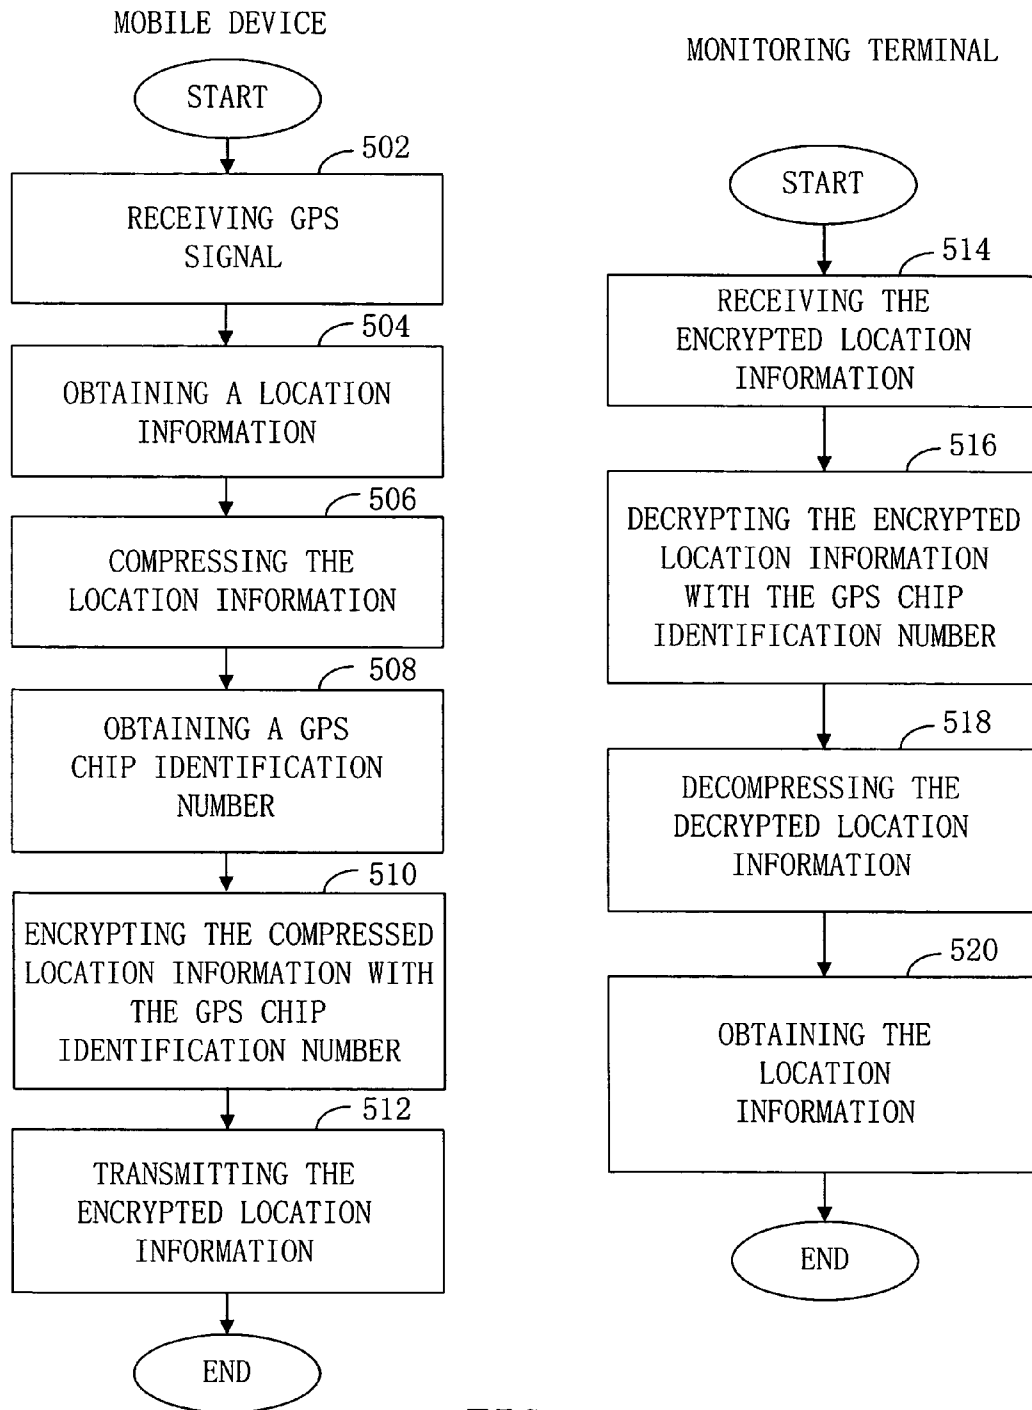 MOBILE DEVICE
START
502
RECEIVING GPS
SIGNAL
504
OBTAINING A LOCATION
INFORMATION
506
COMPRESSING THE
LOCATION INFORMATION
508
OBTAINING A GPS
CHIP IDENTIFICATION
NUMBER
510
ENCRYPTING THE COMPRESSED
LOCATION INFORMATION WITH
THE GPS CHIP
IDENTIFICATION NUMBER
512
TRANSMITTING THE
ENCRYPTED LOCATION
INFORMATION
END
MONITORING TERMINAL
START
514
RECEIVING THE
ENCRYPTED LOCATION
INFORMATION
516
DECRYPTING THE ENCRYPTED
LOCATION INFORMATION
WITH THE GPS CHIP
IDENTIFICATION NUMBER
518
DECOMPRESSING THE
DECRYPTED LOCATION
INFORMATION
520
OBTAINING THE
LOCATION
INFORMATION
END